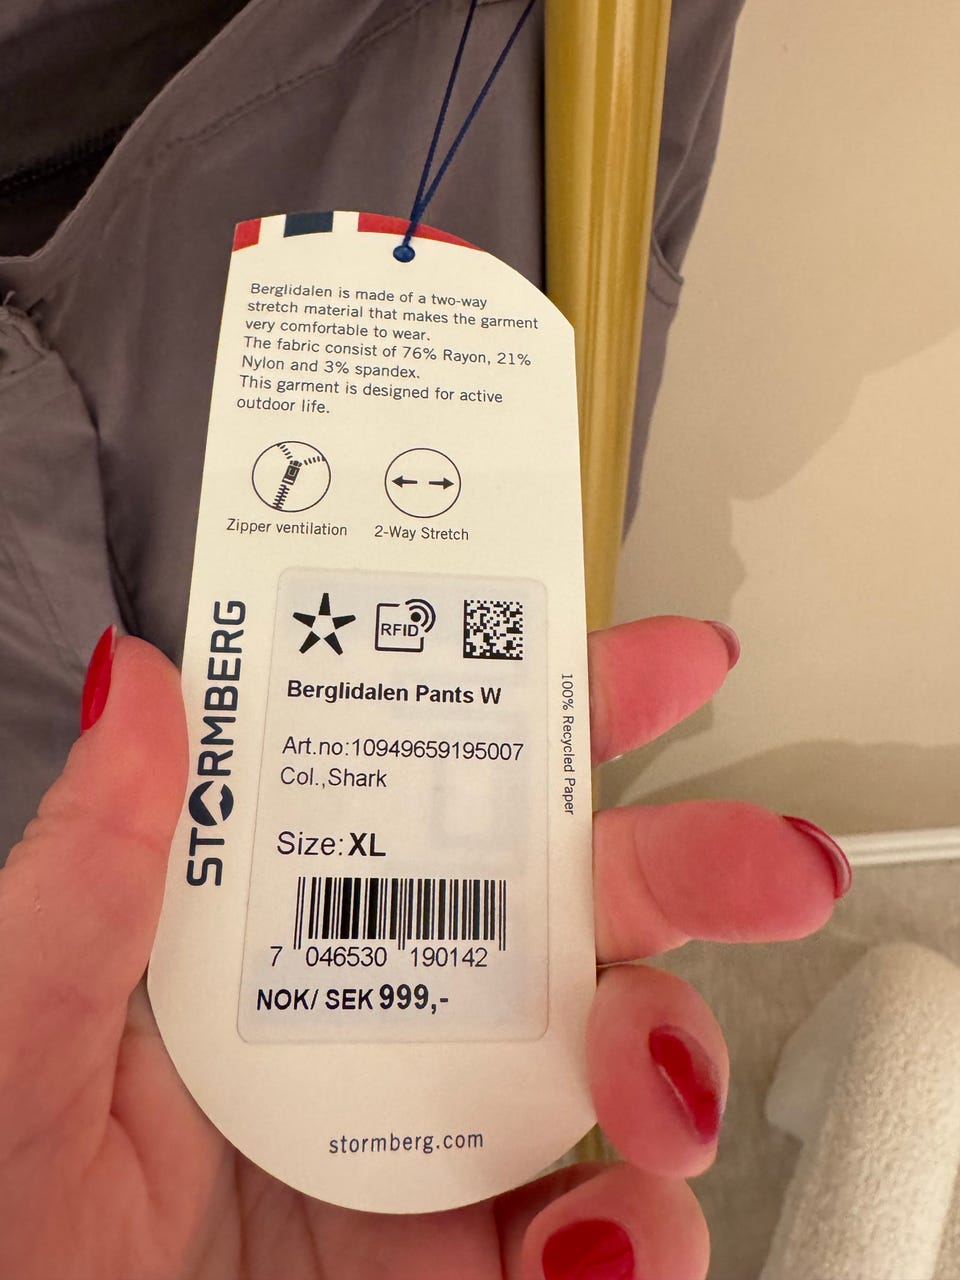 Berglidalen is made of a two-way
stretch material that makes the garment
very comfortable to wear.
The fabric consist of 76% Rayon, 21%
Nylon and 3% spandex.
This garment is designed for active
outdoor life.
Zipper ventilation
2-Way Stretch
STORMBERG
RFID
Berglidalen Pants W
Art.no:10949659195007
Col.,Shark
Size:XL
7 046530 190142
NOK/ SEK 999,-
100% Recycled Paper
stormberg.com